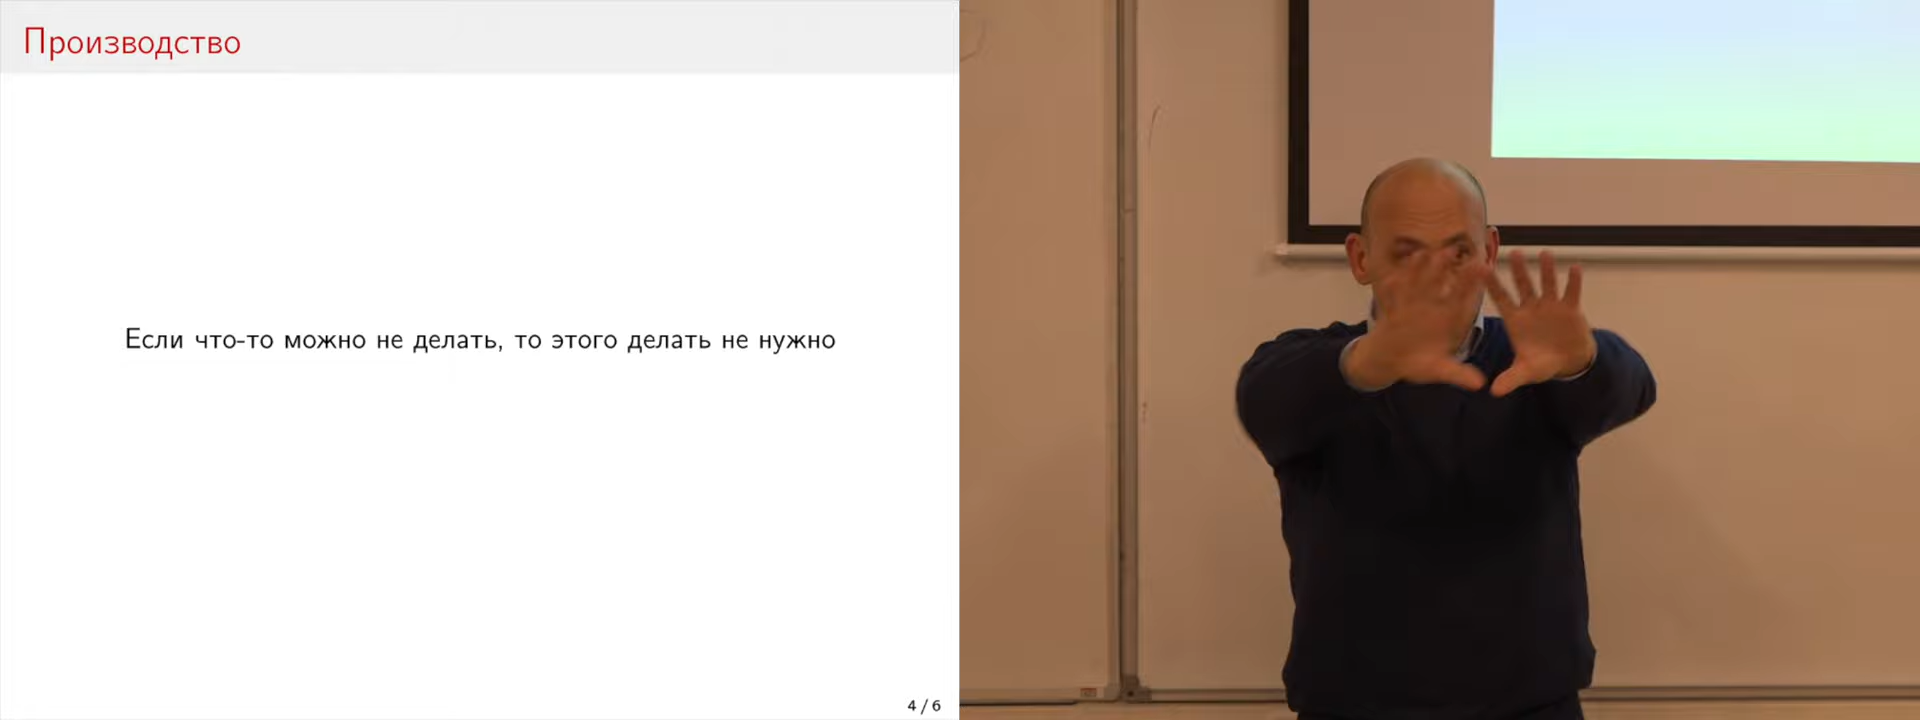 Производство
Если что-то можно не делать, то этого делать не нужно
4 / 6